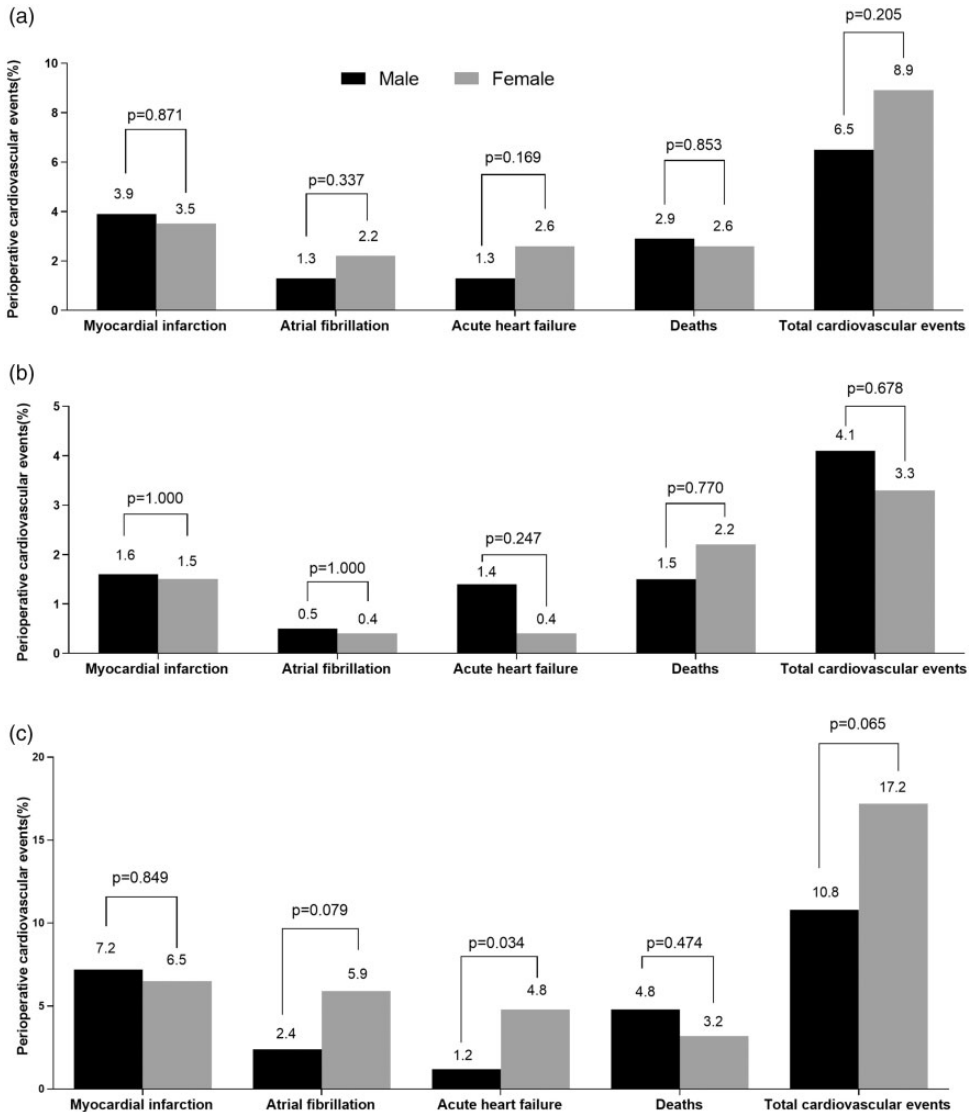 (a)
Perioperative cardiovascular events(%)
10
8
6
4
2
0
Male Female
p=0.871
3.9 3.5
p=0.337
1.3 2.2
p=0.169
1.3 2.6
p=0.853
2.9 2.6
p=0.205
6.5 8.9
Myocardial infarction Atrial fibrillation Acute heart failure Deaths Total cardiovascular events
(b)
Perioperative cardiovascular events(%)
5
4
3
2
1
0
p=1.000
1.6 1.5
p=1.000
0.5 0.4
p=0.247
1.4 0.4
p=0.770
1.5 2.2
p=0.678
4.1 3.3
Myocardial infarction Atrial fibrillation Acute heart failure Deaths Total cardiovascular events
(c)
Perioperative cardiovascular events(%)
20
15
10
5
0
p=0.849
7.2 6.5
p=0.079
2.4 5.9
p=0.034
1.2 4.8
p=0.474
4.8 3.2
p=0.065
10.8 17.2
Myocardial infarction Atrial fibrillation Acute heart failure Deaths Total cardiovascular events